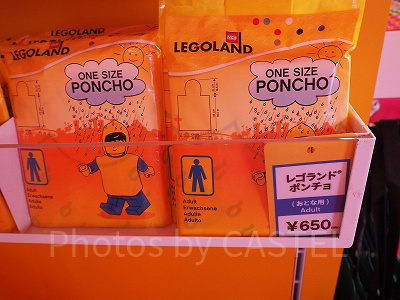 LEGOLAND
ONE SIZE
PONCHO
Adult
Erwachsene
Adulte
Adulto
LEGO
LEGOLAND
ONE SIZE
PONCHO
Adult
Erwachsene
Adulte
Adulto
レゴランド®
ポンチョ
(おとな用)
Adult
¥650
Photos by CASTEL